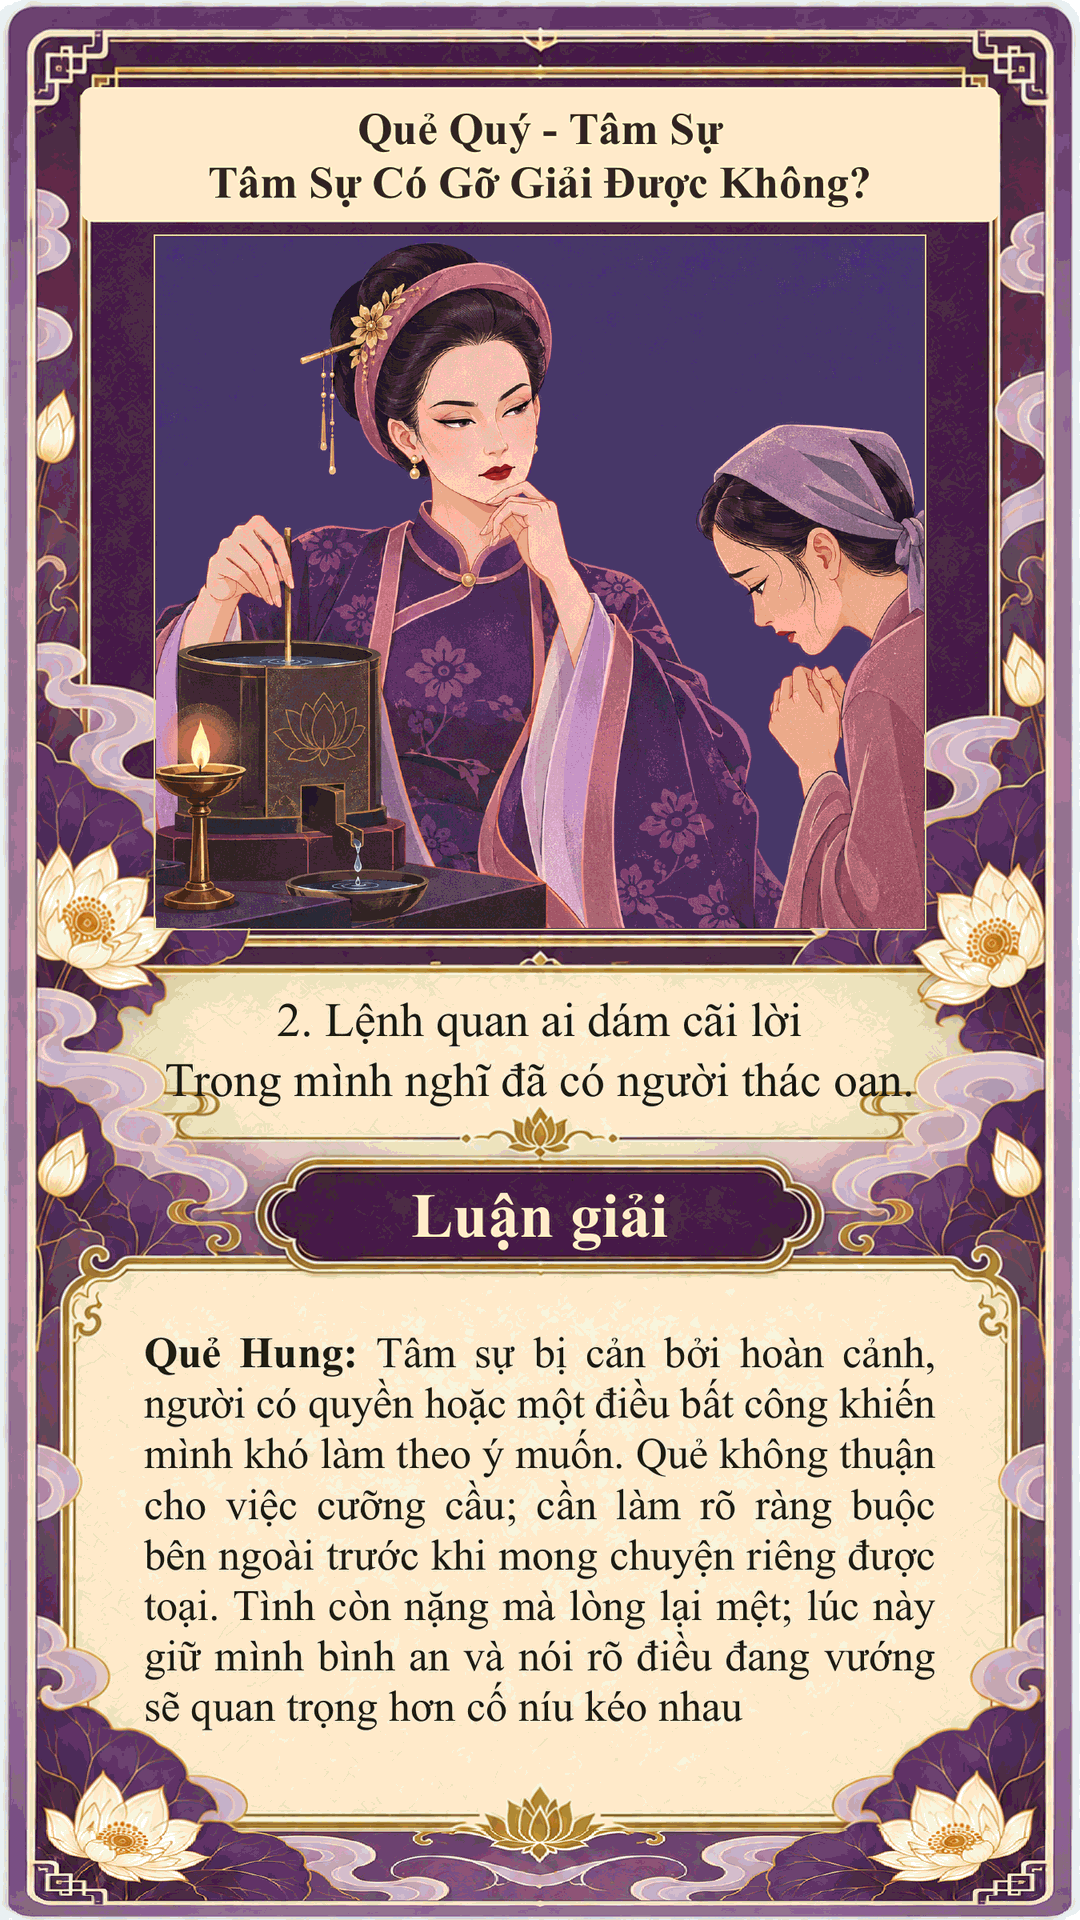 Quẻ Quý - Tâm Sự
Tâm Sự Có Gỡ Giải Được Không?
2. Lệnh quan ai dám cãi lời
Trong mình nghĩ đã có người thác oan.
Luận giải
Quẻ Hung: Tâm sự bị cản bởi hoàn cảnh,
người có quyền hoặc một điều bất công khiến
mình khó làm theo ý muốn. Quẻ không thuận
cho việc cưỡng cầu; cần làm rõ ràng buộc
bên ngoài trước khi mong chuyện riêng được
toại. Tình còn nặng mà lòng lại mệt; lúc này
giữ mình bình an và nói rõ điều đang vướng
sẽ quan trọng hơn cố níu kéo nhau